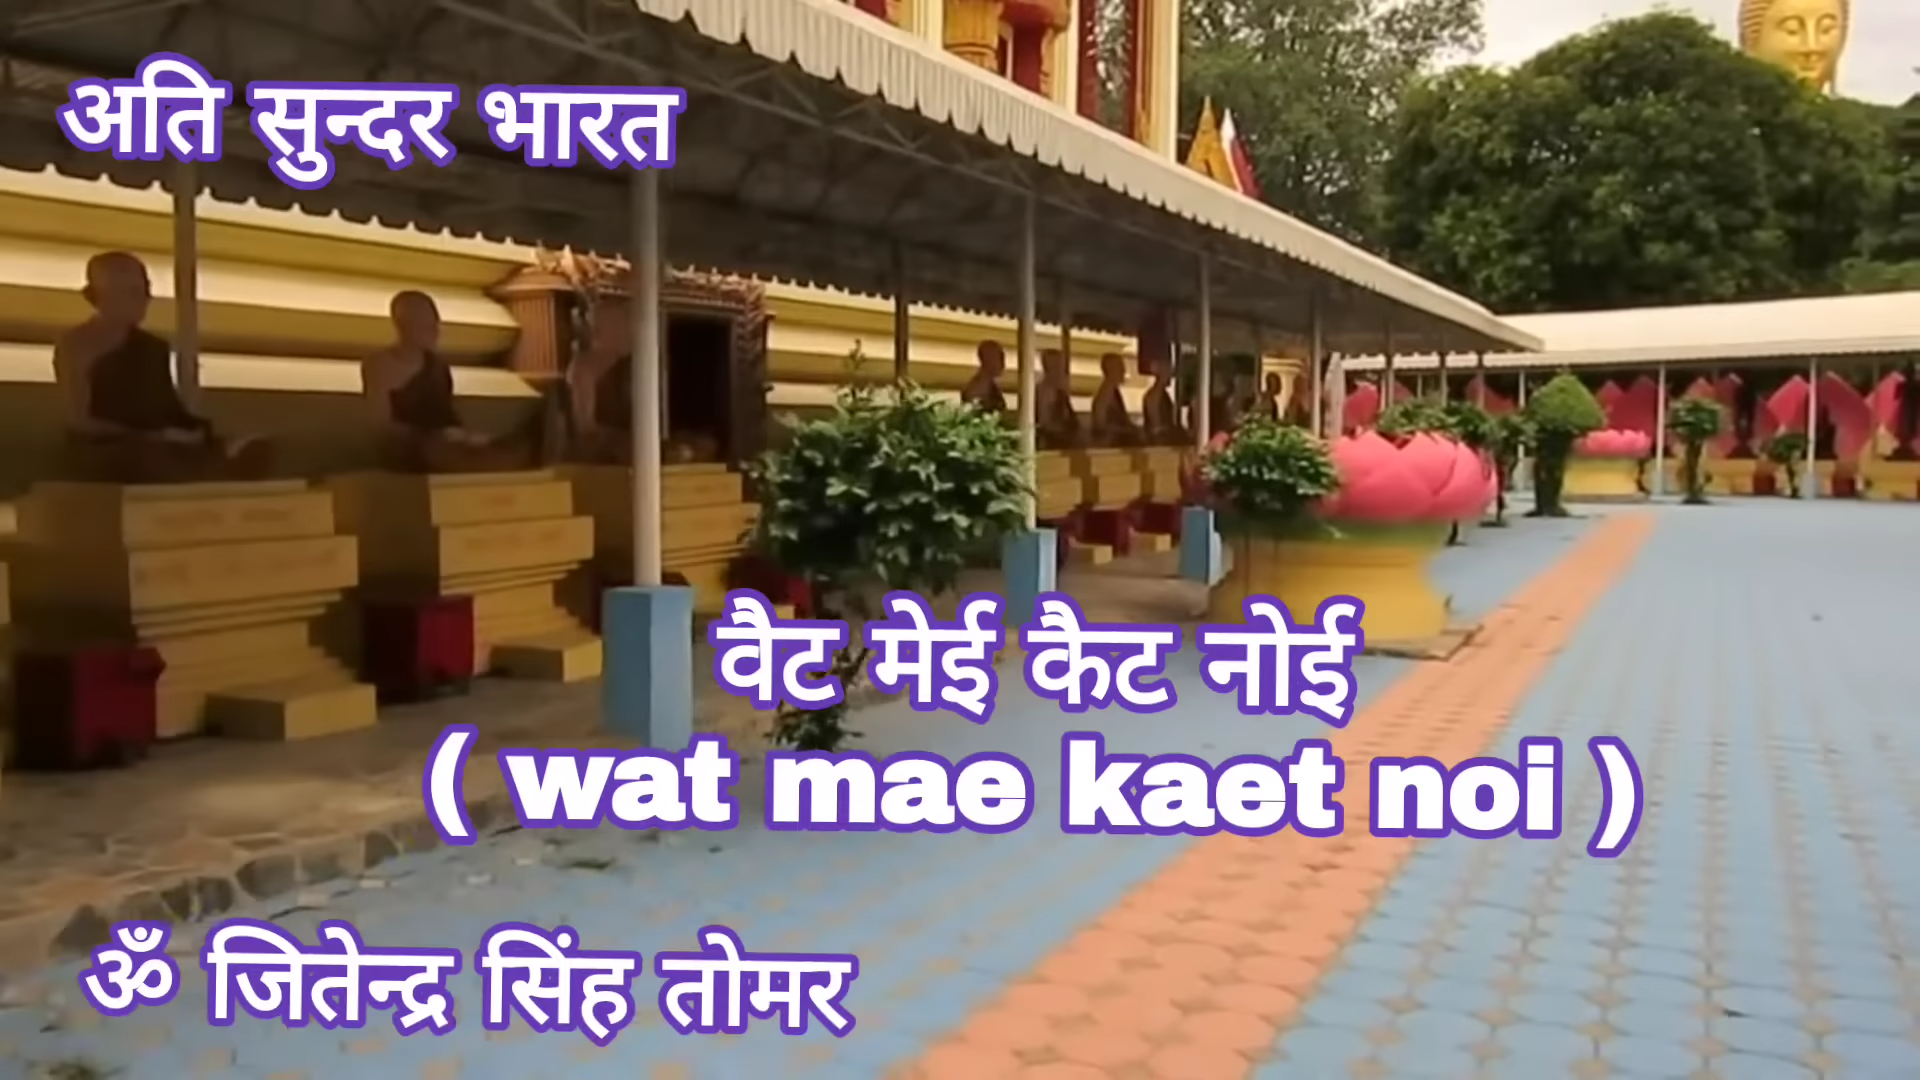 अति सुन्दर भारत
वैट मेई कैट नोई
( wat mae kaet noi )
ॐ जितेन्द्र सिंह तोमर